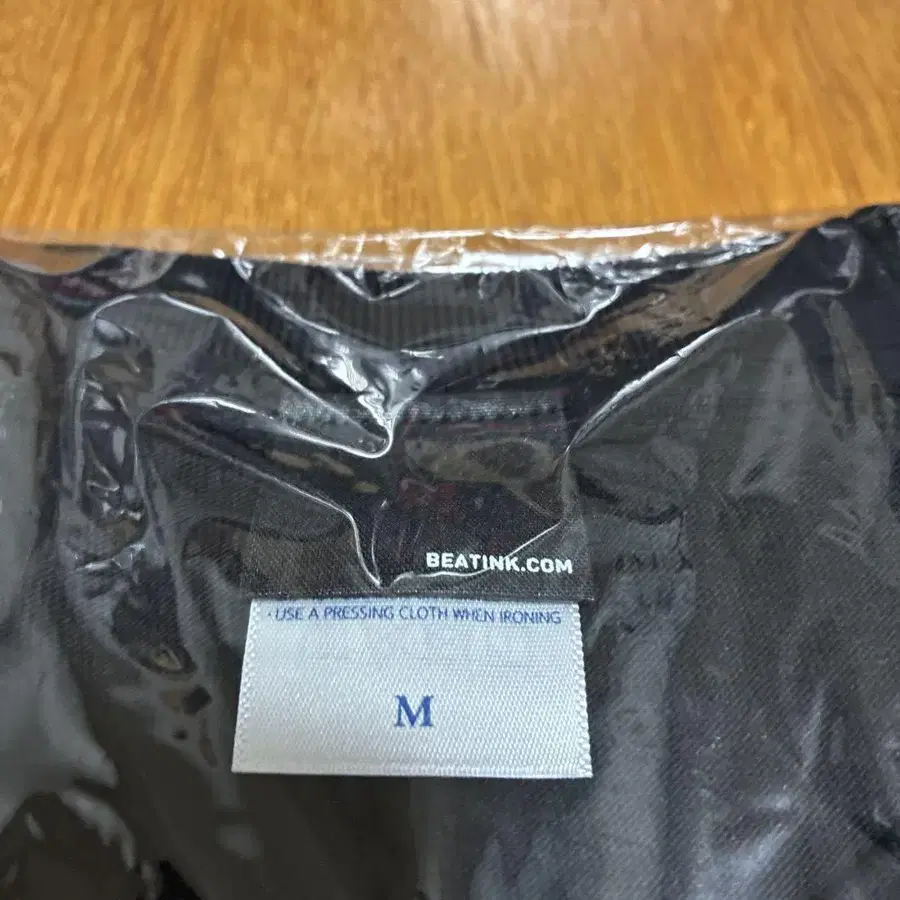 BEATINK.COM
· USE A PRESSING CLOTH WHEN IRONING
M